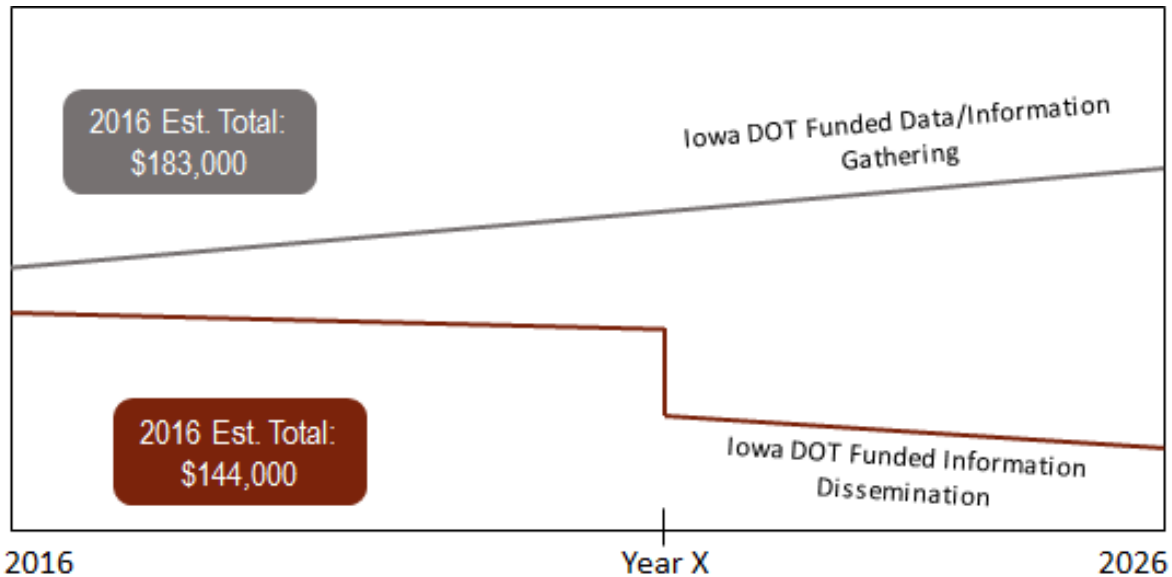 2016 Est. Total:
$183,000
Iowa DOT Funded Data/Information
Gathering
2016 Est. Total:
$144,000
Iowa DOT Funded Information
Dissemination
2016
Year X
2026